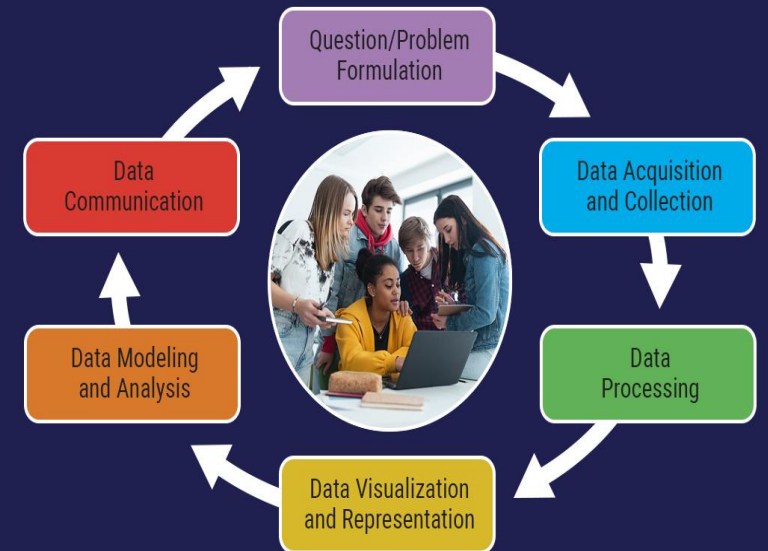 Question/Problem
Formulation
Data Acquisition
and Collection
Data
Processing
Data Visualization
and Representation
Data Modeling
and Analysis
Data
Communication